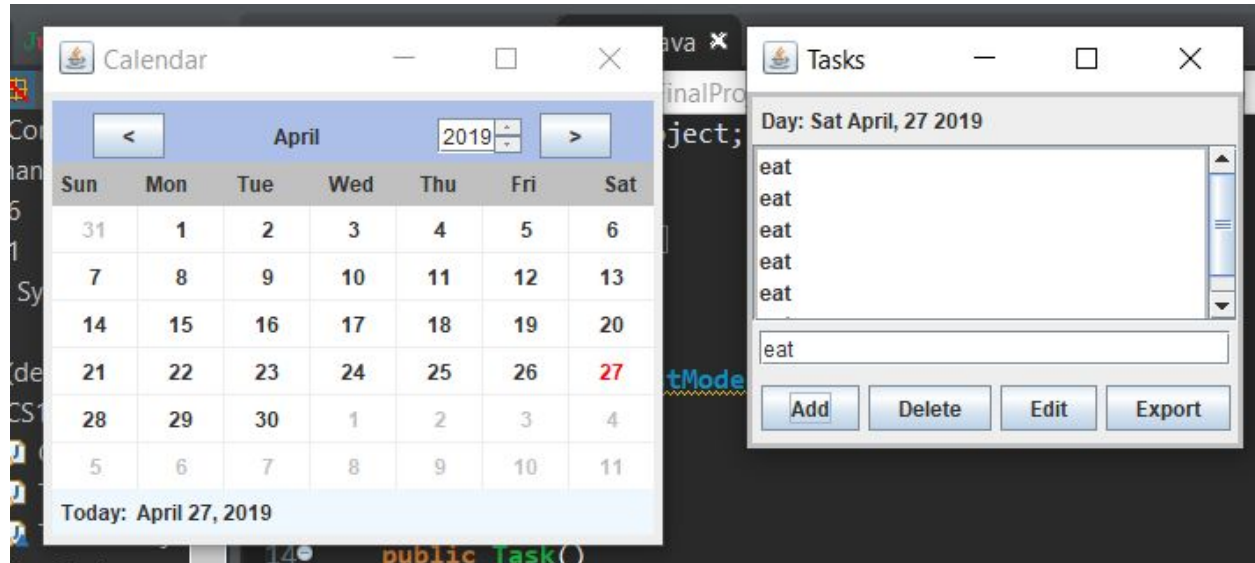 Calendar
< April 2019 >
Sun Mon Tue Wed Thu Fri Sat
31 1 2 3 4 5 6
7 8 9 10 11 12 13
14 15 16 17 18 19 20
21 22 23 24 25 26 27
28 29 30 1 2 3 4
5 6 7 8 9 10 11
Today: April 27, 2019
Tasks
Day: Sat April, 27 2019
eat
eat
eat
eat
eat
eat
Add Delete Edit Export
ava
inalPro
ject;
tMode
Sy
14 public Task()